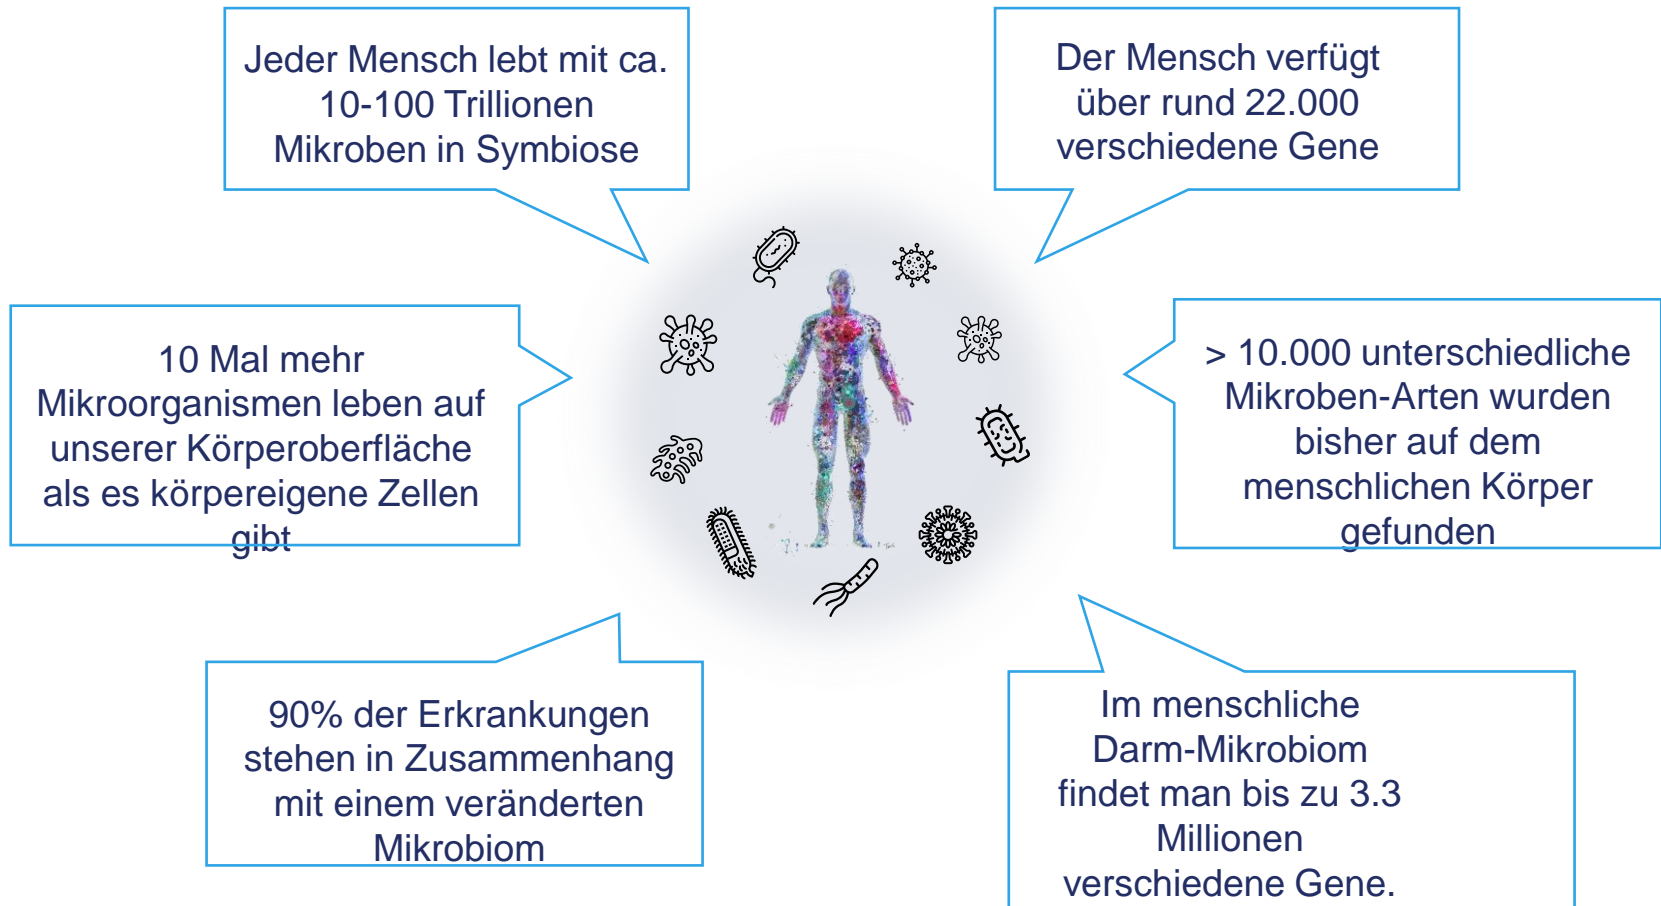 Jeder Mensch lebt mit ca.
10-100 Trillionen
Mikroben in Symbiose
Der Mensch verfügt
über rund 22.000
verschiedene Gene
10 Mal mehr
Mikroorganismen leben auf
unserer Körperoberfläche
als es körpereigene Zellen
gibt
> 10.000 unterschiedliche
Mikroben-Arten wurden
bisher auf dem
menschlichen Körper
gefunden
90% der Erkrankungen
stehen in Zusammenhang
mit einem veränderten
Mikrobiom
Im menschliche
Darm-Mikrobiom
findet man bis zu 3.3
Millionen
verschiedene Gene.